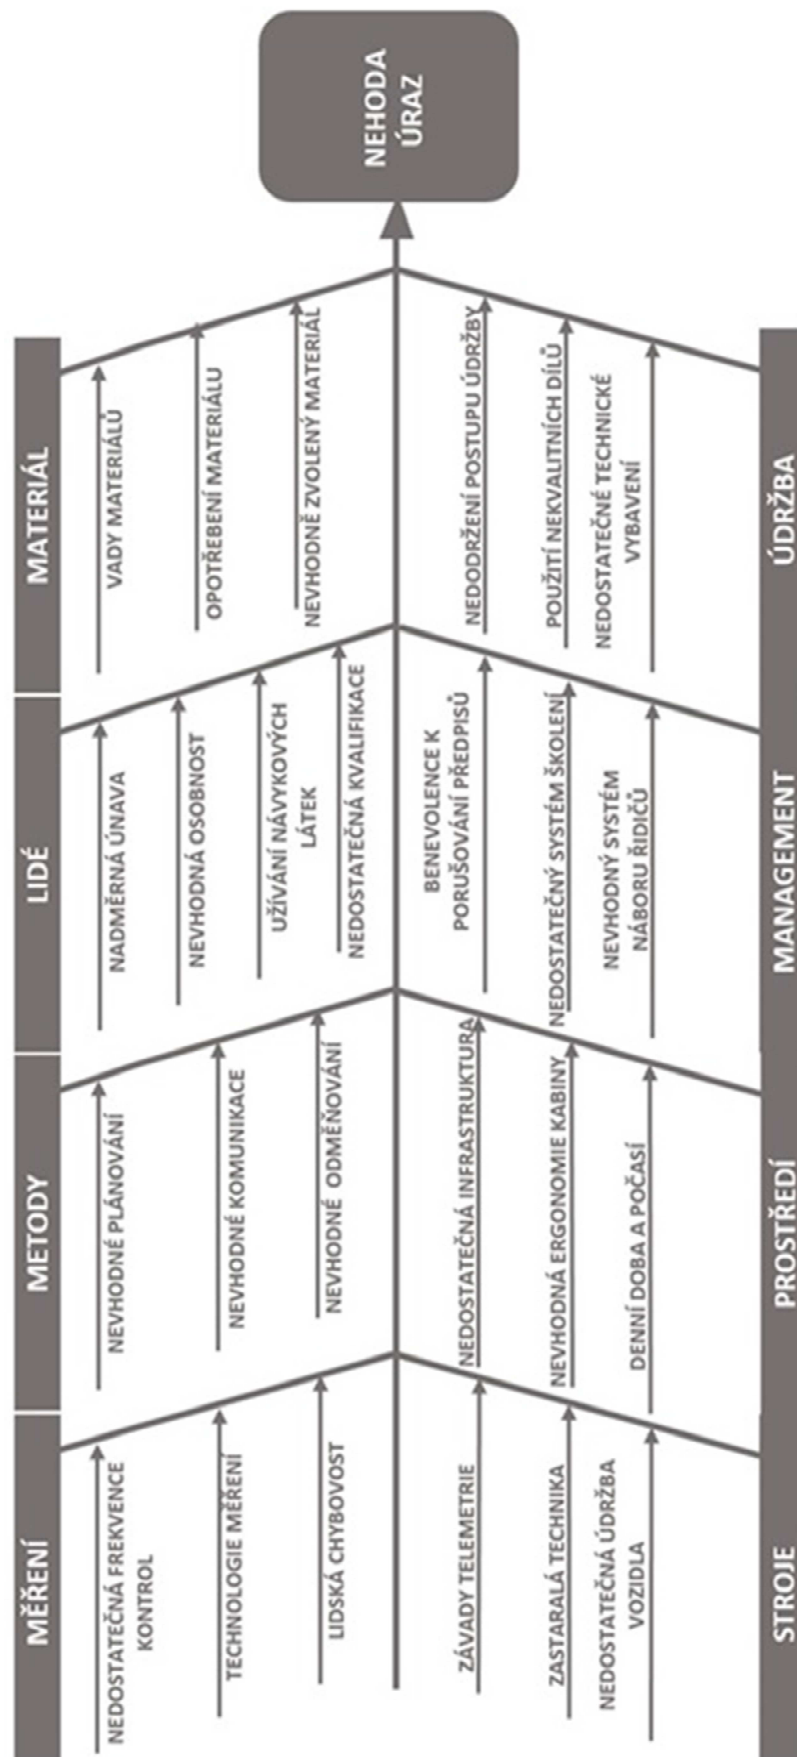 MĚŘENÍ
NEDOSTATEČNÁ FREKVENCE
KONTROL
TECHNOLOGIE MĚŘENÍ
LIDSKÁ CHYBOVOST
METODY
NEVHODNÉ PLÁNOVÁNÍ
NEVHODNÉ KOMUNIKACE
NEVHODNÉ ODMĚŇOVÁNÍ
LIDÉ
NADMĚRNÁ ÚNAVA
NEVHODNÁ OSOBNOST
UŽÍVÁNÍ NÁVYKOVÝCH
LÁTEK
NEDOSTATEČNÁ KVALIFIKACE
MATERIÁL
VADY MATERIÁLŮ
OPOTŘEBENÍ MATERIÁLU
NEVHODNĚ ZVOLENÝ MATERIÁL
NEHODA
ÚRAZ
ZÁVADY TELEMETRIE
ZASTARALÁ TECHNIKA
NEDOSTATEČNÁ ÚDRŽBA
VOZIDLA
STROJE
NEDOSTATEČNÁ INFRASTRUKTURA
NEVHODNÁ ERGONOMIE KABINY
DENNÍ DOBA A POČASÍ
PROSTŘEDÍ
BENEVOLENCE K
PORUŠOVÁNÍ PŘEDPISŮ
NEDOSTATEČNÝ SYSTÉM ŠKOLENÍ
NEVHODNÝ SYSTÉM
NÁBORU ŘIDIČŮ
MANAGEMENT
NEDODRŽENÍ POSTUPU ÚDRŽBY
POUŽITÍ NEKVALITNÍCH DÍLŮ
NEDOSTATEČNÉ TECHNICKÉ
VYBAVENÍ
ÚDRŽBA